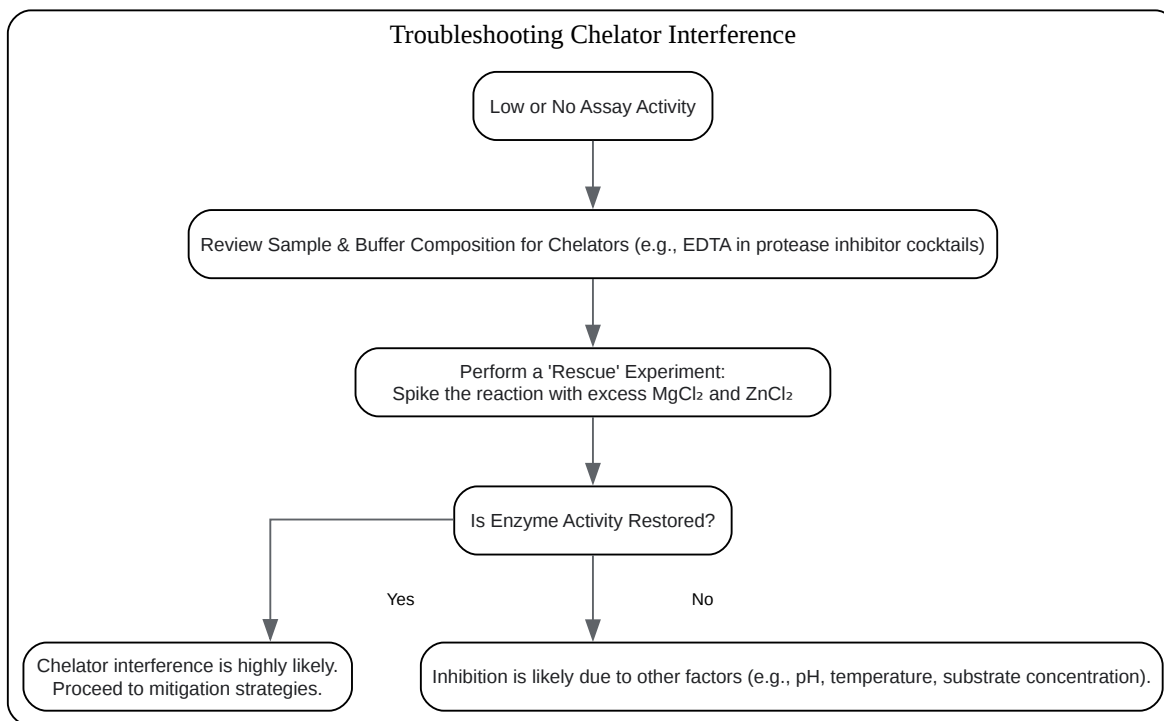 Troubleshooting Chelator Interference
Low or No Assay Activity
Review Sample & Buffer Composition for Chelators (e.g., EDTA in protease inhibitor cocktails)
Perform a 'Rescue' Experiment:
Spike the reaction with excess MgCl₂ and ZnCl₂
Is Enzyme Activity Restored?
Yes
No
Chelator interference is highly likely.
Proceed to mitigation strategies.
Inhibition is likely due to other factors (e.g., pH, temperature, substrate concentration).